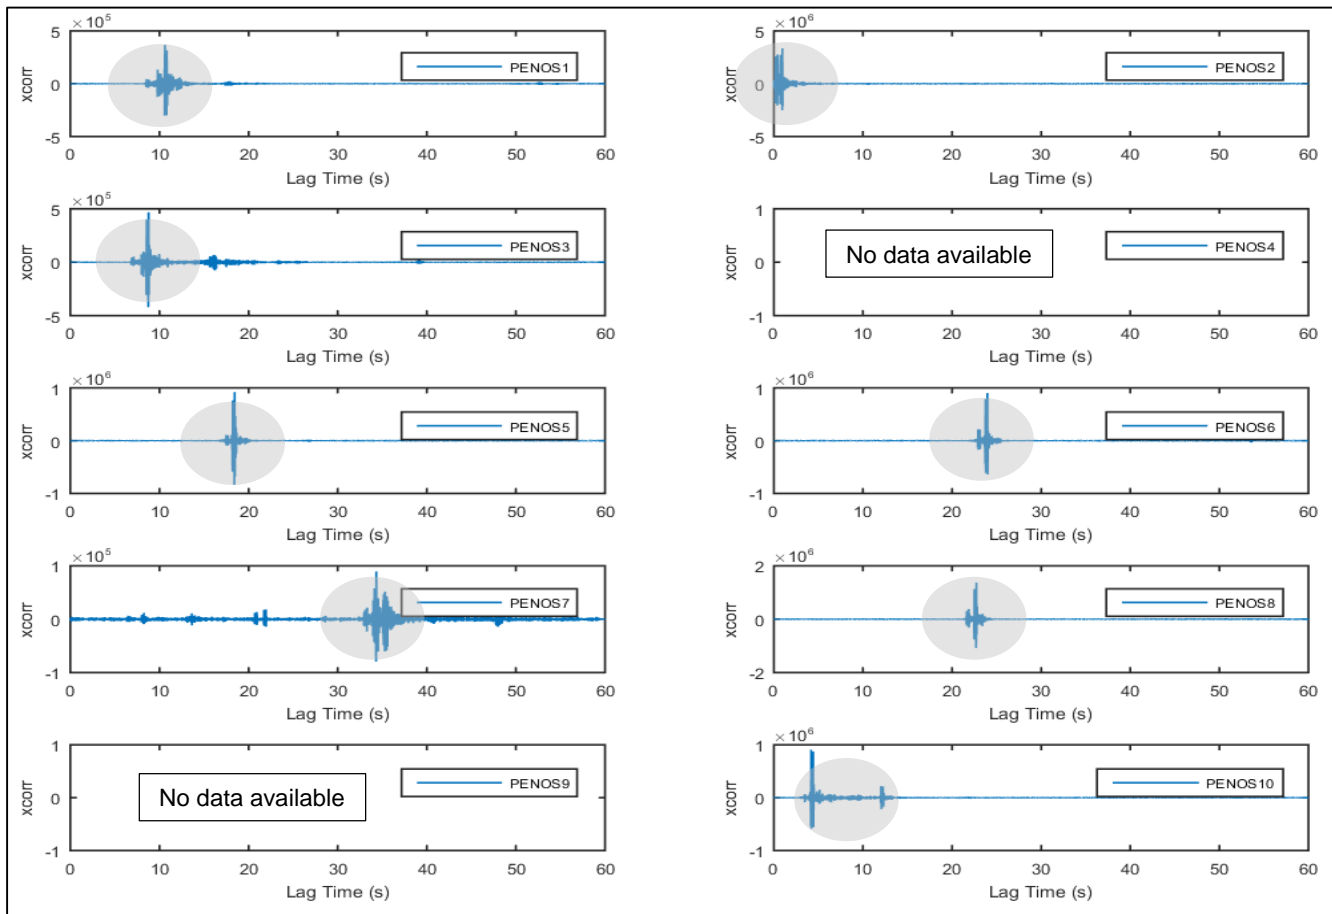 ×10^5
5
0
-5
xcorr
PENOS1
0 10 20 30 40 50 60
Lag Time (s)
×10^6
5
0
-5
xcorr
PENOS2
0 10 20 30 40 50 60
Lag Time (s)
×10^5
5
0
-5
xcorr
PENOS3
0 10 20 30 40 50 60
Lag Time (s)
1
0
-1
xcorr
No data available
PENOS4
0 10 20 30 40 50 60
Lag Time (s)
×10^6
1
0
-1
xcorr
PENOS5
0 10 20 30 40 50 60
Lag Time (s)
×10^6
1
0
-1
xcorr
PENOS6
0 10 20 30 40 50 60
Lag Time (s)
×10^5
1
0
-1
xcorr
PENOS7
0 10 20 30 40 50 60
Lag Time (s)
×10^6
2
0
-2
xcorr
PENOS8
0 10 20 30 40 50 60
Lag Time (s)
1
0
-1
xcorr
No data available
PENOS9
0 10 20 30 40 50 60
Lag Time (s)
×10^6
1
0
-1
xcorr
PENOS10
0 10 20 30 40 50 60
Lag Time (s)